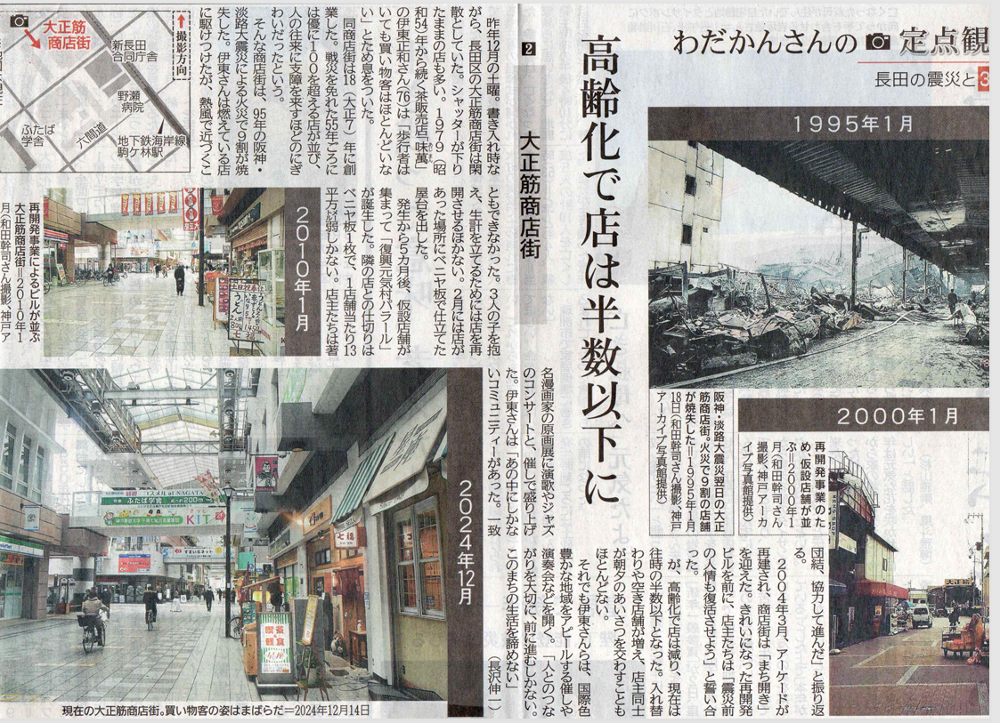 わだかんさんの 定点観
長田の震災と3
高齢化で店は半数以下に
2 大正筋商店街
昨年12月の土曜。書き入れ時な
がら、長田区の大正筋商店街は閑
散としていた。シャッターが下り
たままの店も多い。1979(昭
和54)年から続く茶販売店「味萬」
の伊東正和さん(76)は「歩行者は
いても買い物客はほとんどいな
い」とため息をついた。
同商店街は18(大正7)年に創
業した。戦災を免れた55年ごろに
は優に100を超える店が並び、
人の往来に支障を来すほどのにぎ
わいだったという。
そんな商店街は、95年の阪神・
淡路大震災による火災で9割が焼
失した。伊東さんは燃えている店
に駆けつけたが、熱風で近づくこ
ともできなかった。3人の子を抱
え、生計を立てるためには店を再
開させるほかない。2月には店が
あった場所にベニヤ板で仕立てた
屋台を出した。
発生から5カ月後、仮設店舗が
集まって「復興元気村パラール」
が誕生した。隣の店との仕切りは
ベニヤ板1枚で、1店舗当たり13
平方㍍弱しかない。店主たちは著
名漫画家の原画展に演歌やジャズ
のコンサートと、催しで盛り上げ
た。伊東さんは「あの中にしかな
いコミュニティーがあった。一致
団結、協力して進んだ」と振り返
る。
2004年3月、アーケードが
再建され、商店街は「まち開き」
を迎えた。きれいになった再開発
ビルを前に、店主たちは「震災前
の人情も復活させよう」と誓い合
った。
が、高齢化で店は減り、現在は
往時の半数以下となった。入れ替
わりや空き店舗が増え、店主同士
が朝夕のあいさつを交わすことも
ほとんどない。
それでも伊東さんらは、国際色
豊かな地域をアピールする催しや
演奏会などを開く。「人とのつな
がりを大切に、前に進むしかない。
このまちの生活を諦めない」
(長沢伸一)
1995年1月
阪神・淡路大震災翌日の大正
筋商店街。火災で9割の店舗
が焼失した=1995年1月
18日(和田幹司さん撮影、神戸
アーカイブ写真館提供)
2000年1月
再開発事業のた
め、仮設店舗が並
ぶ=2000年1
月(和田幹司さん
撮影、神戸アーカ
イブ写真館提供)
2010年1月
再開発事業によるビルが並ぶ
大正筋商店街=2010年1
月(和田幹司さん撮影、神戸ア
2024年12月
現在の大正筋商店街。買い物客の姿はまばらだ=2024年12月14日
撮影方向
大正筋
商店街
新長田
合同庁舎
野瀬
病院
ふたば
学舎
六間道
地下鉄海岸線
駒ケ林駅
コスメル at NAGATA
ふたば学舎
200m
KIT
七福
喫茶
軽食